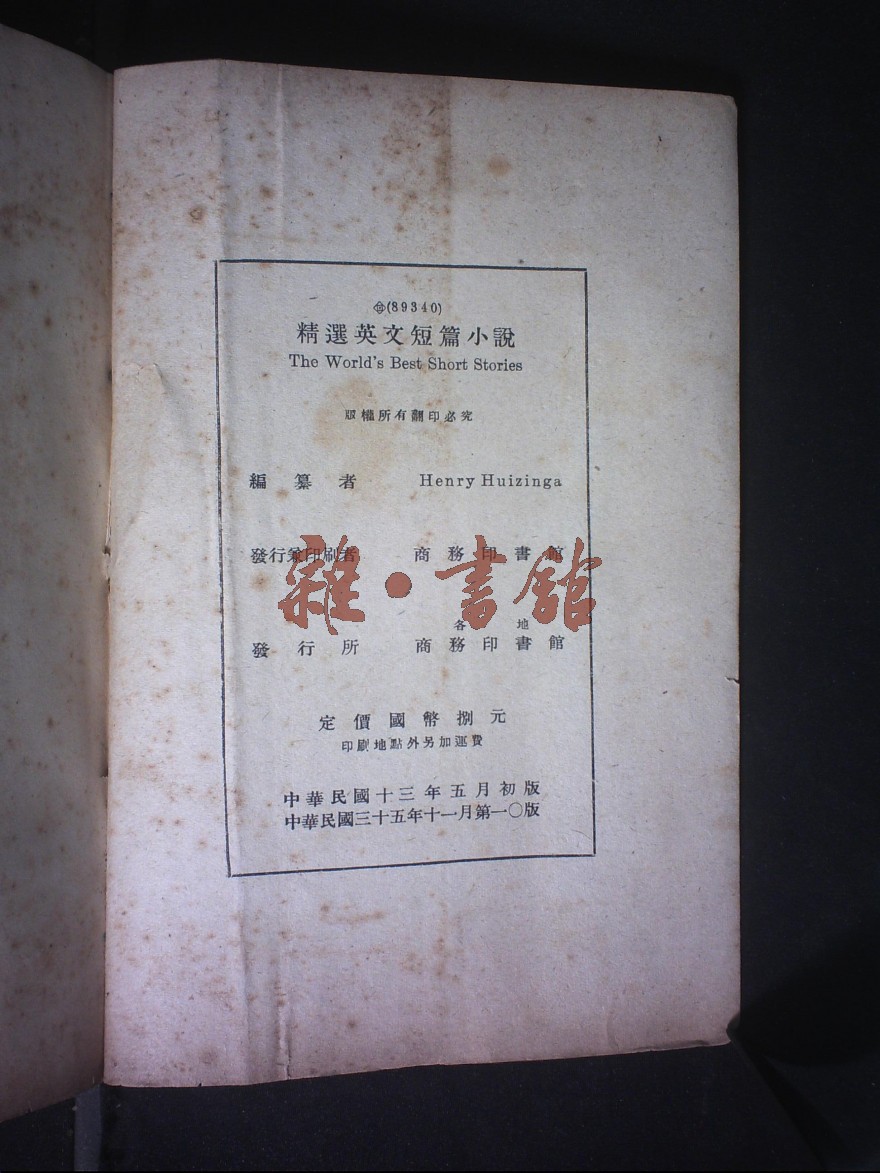 (89340)
精選英文短篇小說
The World's Best Short Stories
版權所有翻印必究
編纂者 Henry Huizinga
發行兼印刷者 商務印書館
雜·書館
各地
發行所 商務印書館
定價國幣捌元
印刷地點外另加運費
中華民國十三年五月初版
中華民國三十五年十一月第一〇版